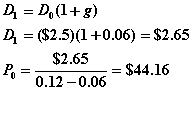 D₁ = D₀(1 + g)
D₁ = ($2.5)(1 + 0.06) = $2.65
P₀ = $2.65 / (0.12 − 0.06) = $44.16